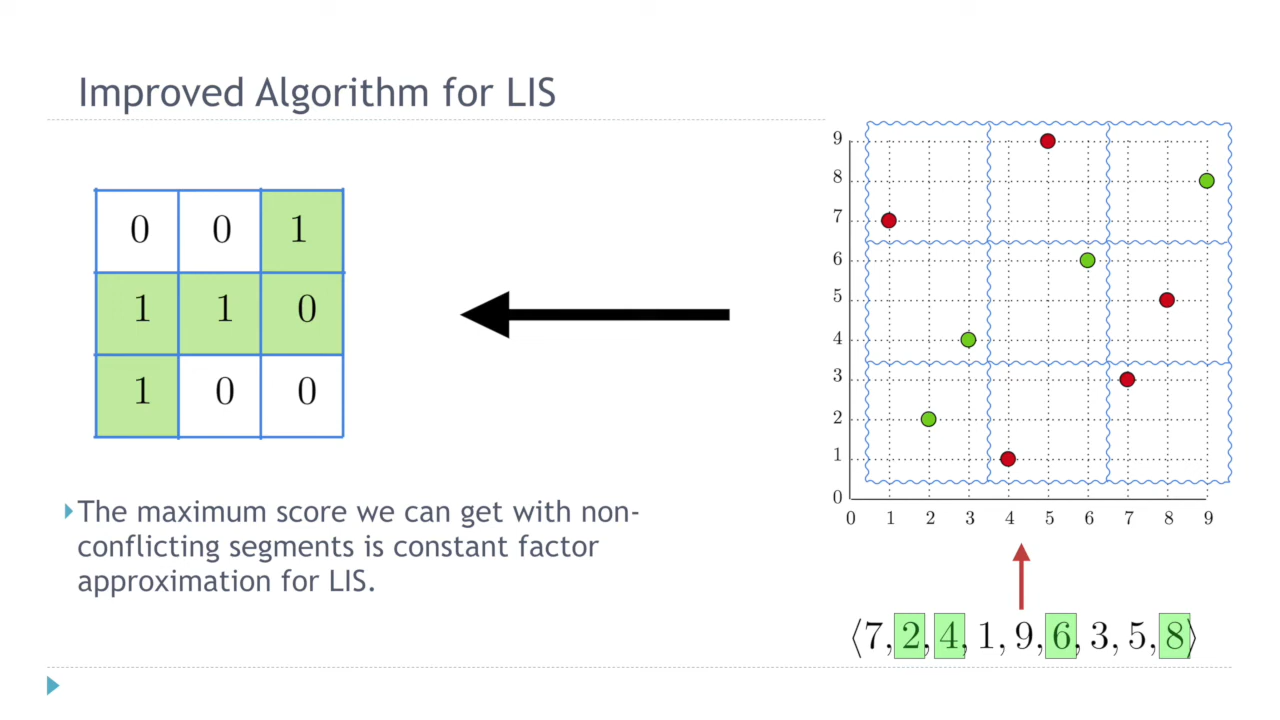 Improved Algorithm for LIS
0 0 1
1 1 0
1 0 0
The maximum score we can get with non-
conflicting segments is constant factor
approximation for LIS.
9
8
7
6
5
4
3
2
1
0
0 1 2 3 4 5 6 7 8 9
⟨7, 2, 4, 1, 9, 6, 3, 5, 8⟩